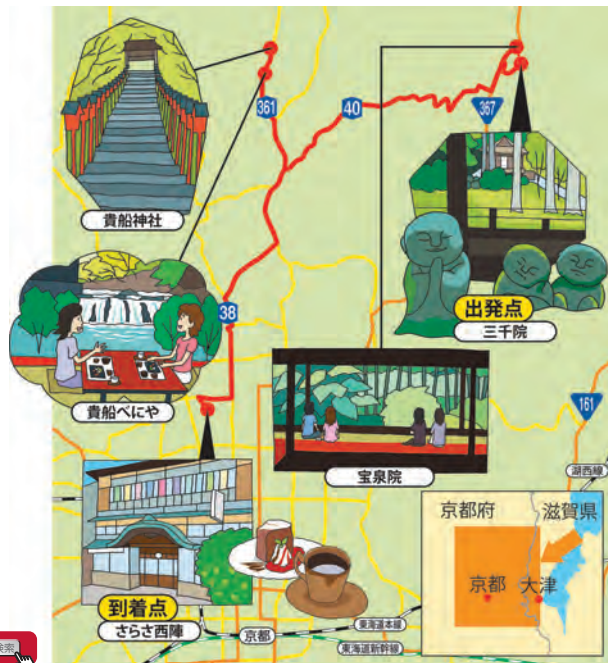 361
40
367
貴船神社
出発点
三千院
38
貴船べにや
161
宝泉院
湖西線
京都府
滋賀県
京都
大津
到着点
さらさ西陣
京都
東海道本線
東海道新幹線
検索